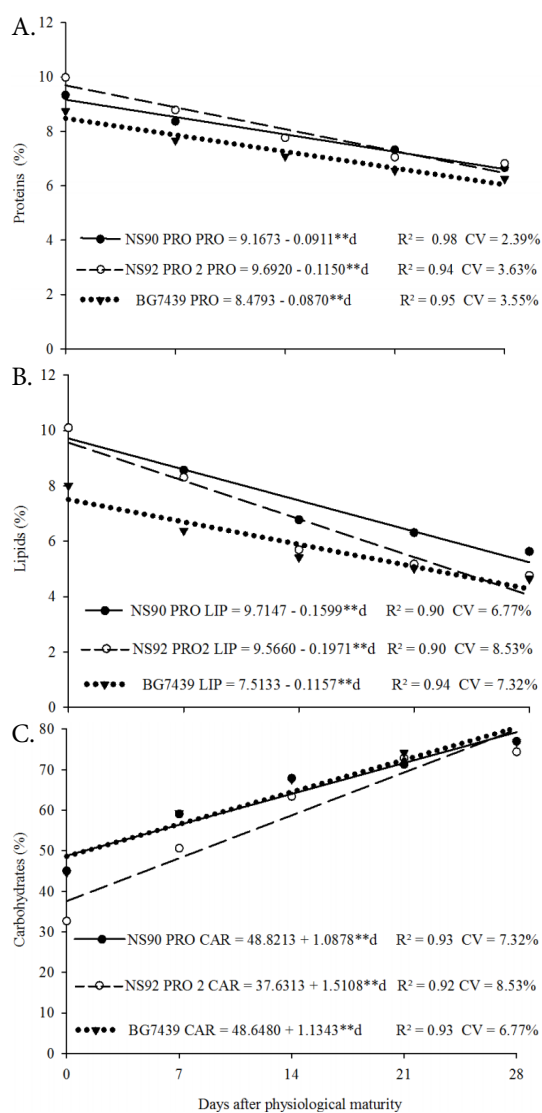 A.
12
10
8
6
4
2
0
Proteins (%)
NS90 PRO PRO = 9.1673 - 0.0911**d R² = 0.98 CV = 2.39%
NS92 PRO 2 PRO = 9.6920 - 0.1150**d R² = 0.94 CV = 3.63%
BG7439 PRO = 8.4793 - 0.0870**d R² = 0.95 CV = 3.55%
B.
12
10
8
6
4
2
0
Lipids (%)
NS90 PRO LIP = 9.7147 - 0.1599**d R² = 0.90 CV = 6.77%
NS92 PRO2 LIP = 9.5660 - 0.1971**d R² = 0.90 CV = 8.53%
BG7439 LIP = 7.5133 - 0.1157**d R² = 0.94 CV = 7.32%
C.
80
70
60
50
40
30
20
10
0
Carbohydrates (%)
NS90 PRO CAR = 48.8213 + 1.0878**d R² = 0.93 CV = 7.32%
NS92 PRO 2 CAR = 37.6313 + 1.5108**d R² = 0.92 CV = 8.53%
BG7439 CAR = 48.6480 + 1.1343**d R² = 0.93 CV = 6.77%
0 7 14 21 28
Days after physiological maturity